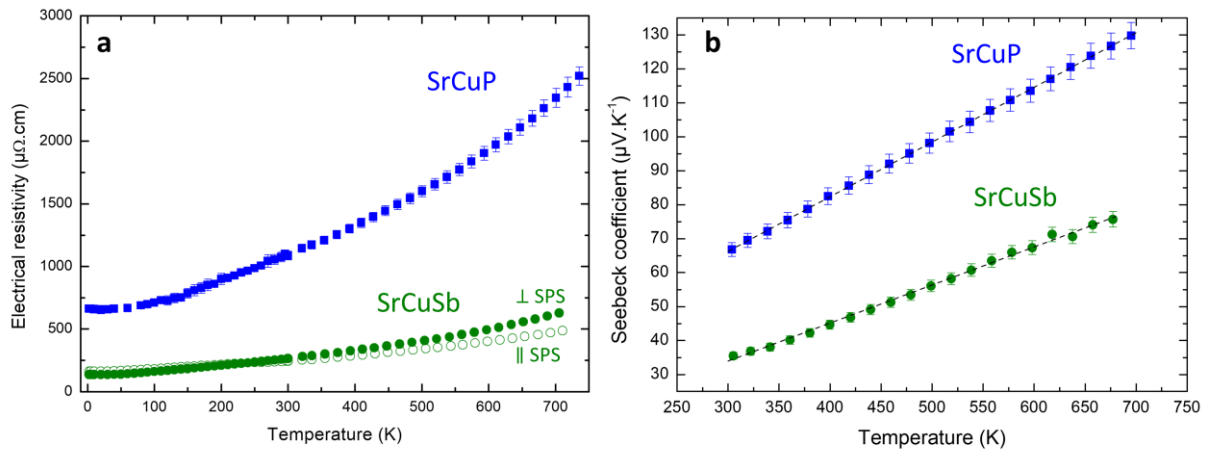 a
SrCuP
SrCuSb
⊥ SPS
|| SPS
Electrical resistivity (μΩ.cm)
3000
2500
2000
1500
1000
500
0
0 100 200 300 400 500 600 700
Temperature (K)
b
SrCuP
SrCuSb
Seebeck coefficient (μV.K⁻¹)
130
120
110
100
90
80
70
60
50
40
30
250 300 350 400 450 500 550 600 650 700 750
Temperature (K)